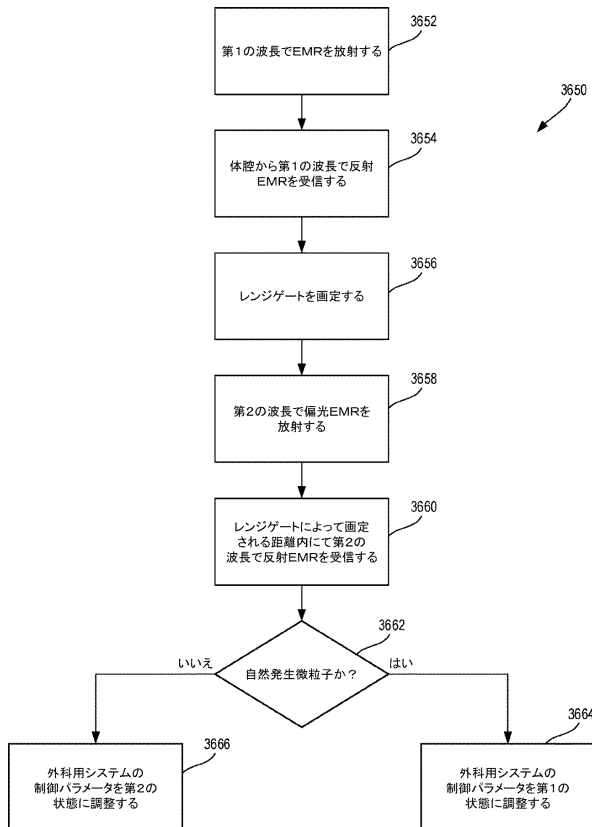 3652
第1の波長でEMRを放射する
3650
3654
体腔から第1の波長で反射
EMRを受信する
3656
レンジゲートを画定する
3658
第2の波長で偏光EMRを
放射する
3660
レンジゲートによって画定
される距離内にて第2の
波長で反射EMRを受信する
3662
いいえ
自然発生微粒子か？
はい
3666
外科用システムの
制御パラメータを第2の
状態に調整する
3664
外科用システムの
制御パラメータを第1の
状態に調整する